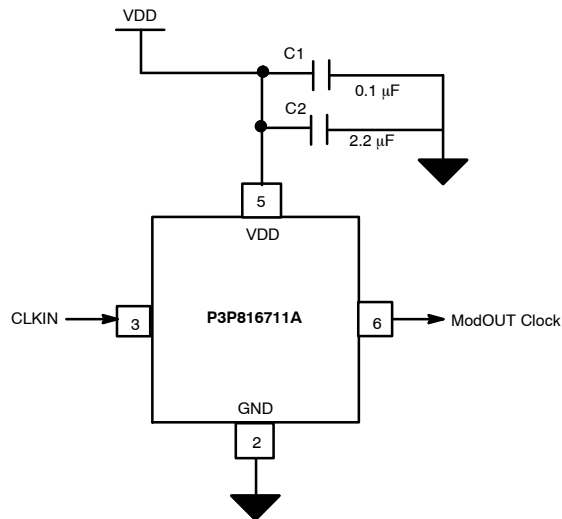 VDD
C1
0.1 μF
C2
2.2 μF
5
VDD
CLKIN
3
P3P816711A
6
ModOUT Clock
GND
2